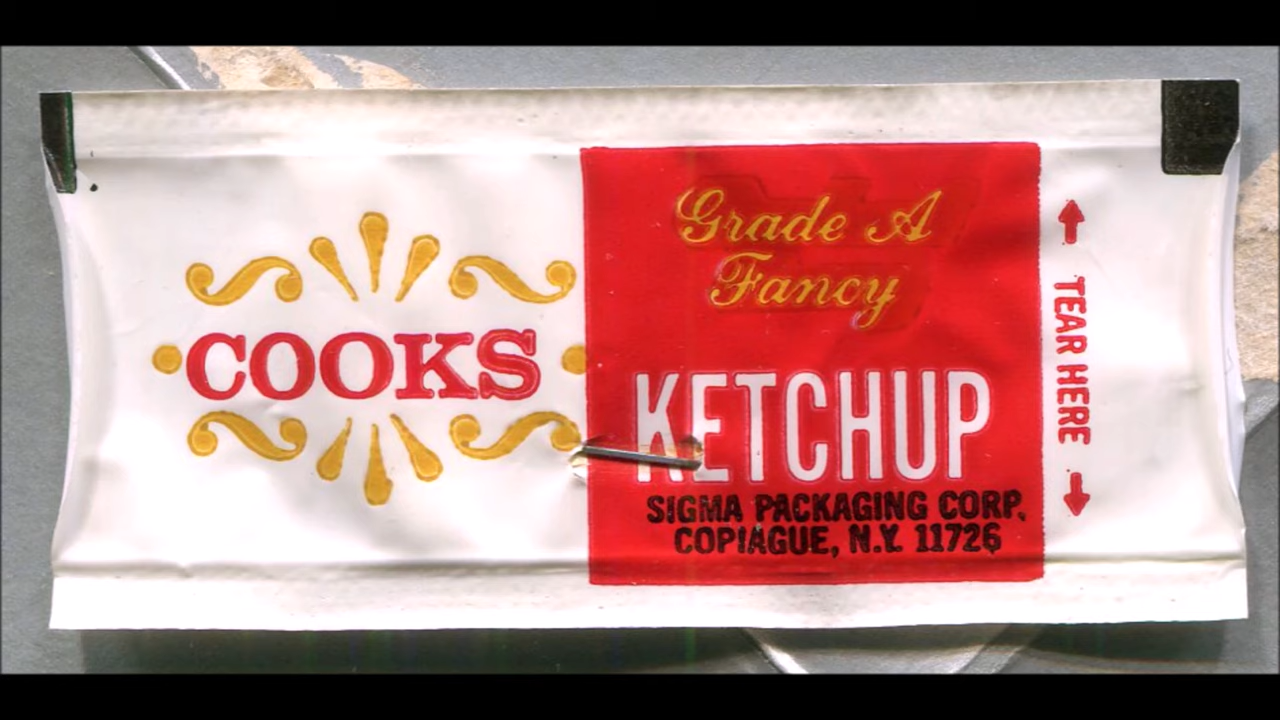 COOKS
Grade A
Fancy
KETCHUP
SIGMA PACKAGING CORP.
COPIAGUE, N.Y. 11726
TEAR HERE